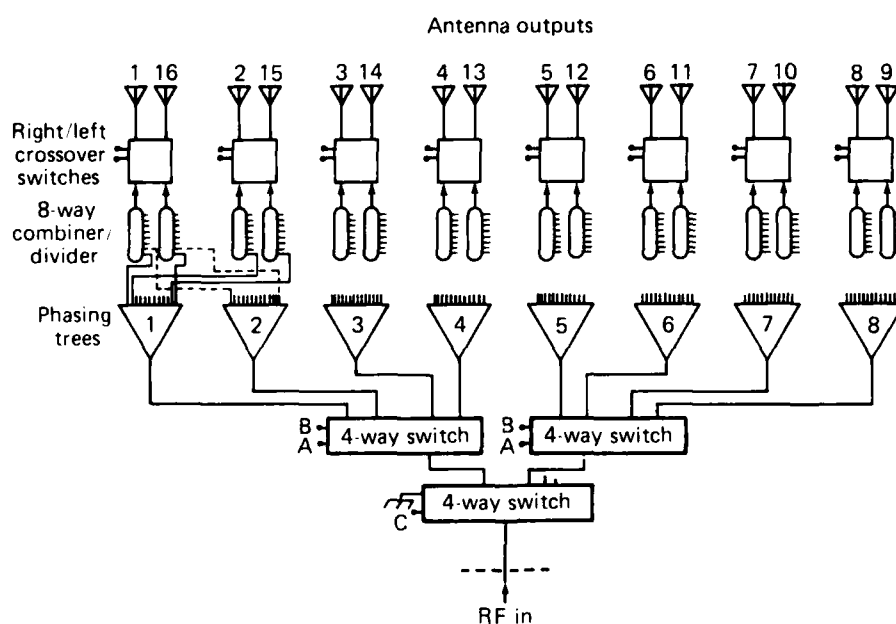 Antenna outputs
1 16 2 15 3 14 4 13 5 12 6 11 7 10 8 9
Right/left
crossover
switches
8-way
combiner/
divider
Phasing
trees
1 2 3 4 5 6 7 8
B
A
4-way switch
B
A
4-way switch
C
4-way switch
RF in